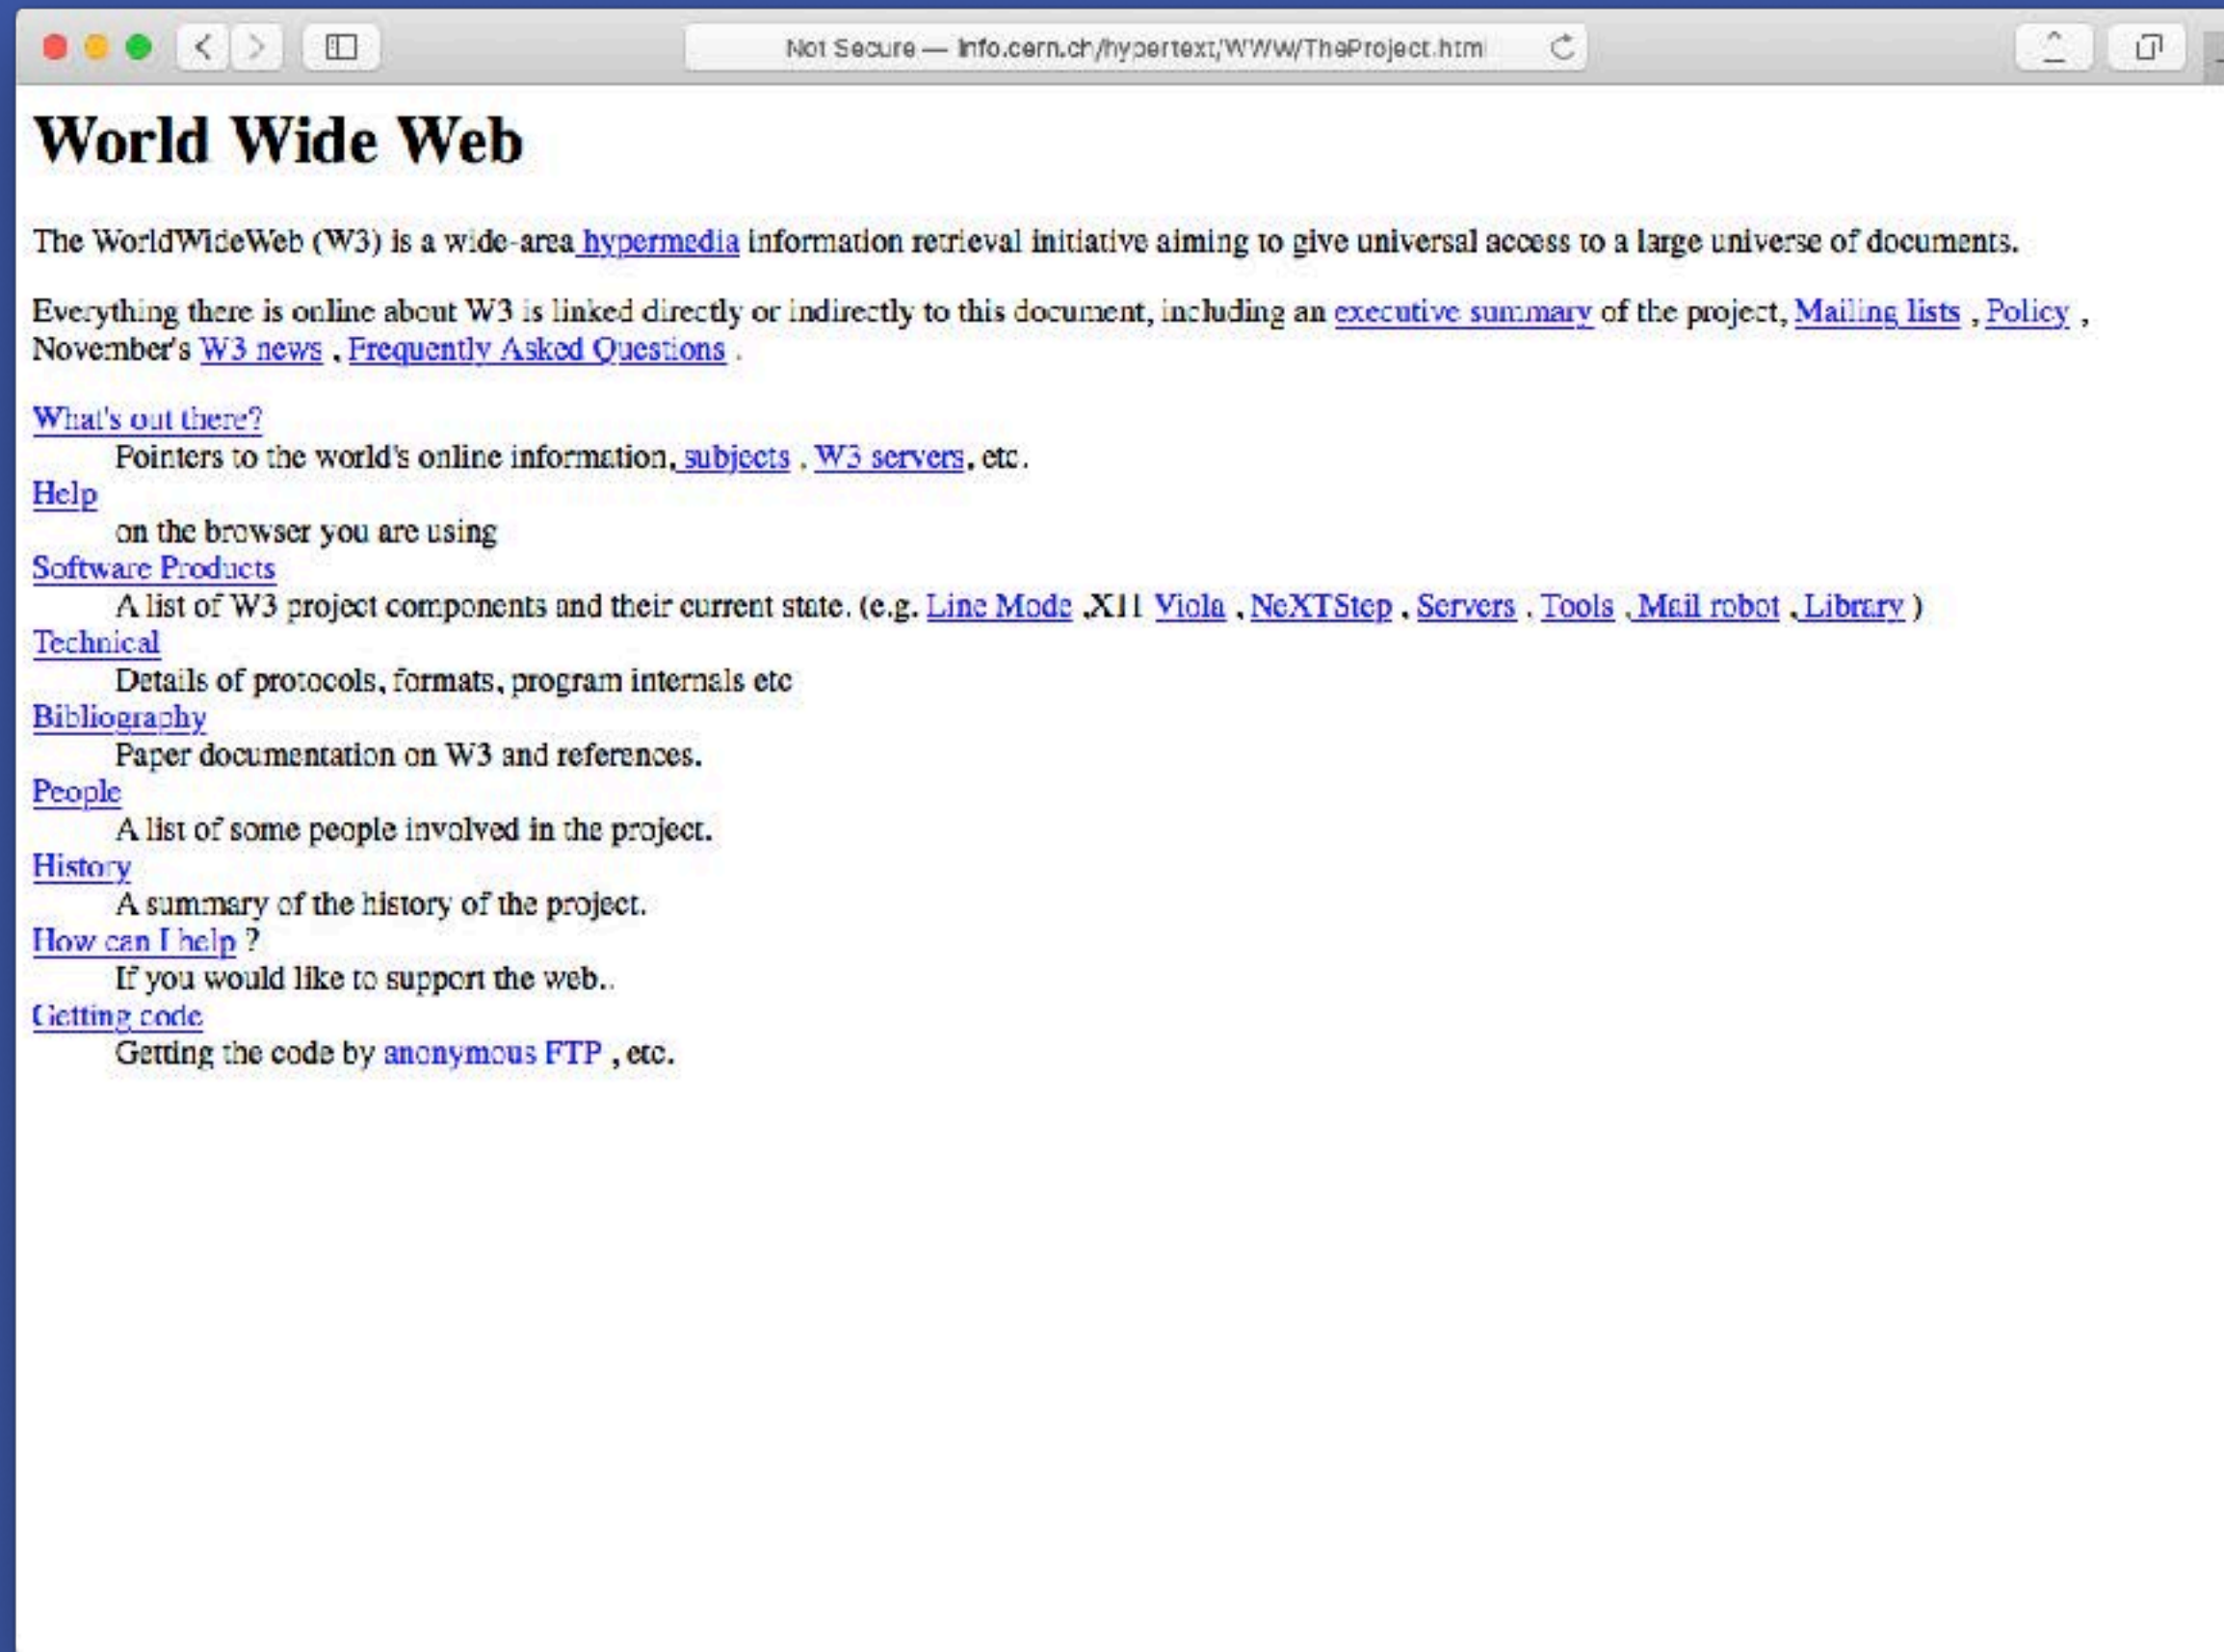 Not Secure — info.cern.ch/hypertext/WWW/TheProject.html
World Wide Web
The WorldWideWeb (W3) is a wide-area hypermedia information retrieval initiative aiming to give universal access to a large universe of documents.
Everything there is online about W3 is linked directly or indirectly to this document, including an executive summary of the project, Mailing lists , Policy ,
November's W3 news , Frequently Asked Questions .
What's out there?
Pointers to the world's online information, subjects , W3 servers, etc.
Help
on the browser you are using
Software Products
A list of W3 project components and their current state. (e.g. Line Mode ,X11 Viola , NeXTStep , Servers , Tools , Mail robot , Library )
Technical
Details of protocols, formats, program internals etc
Bibliography
Paper documentation on W3 and references.
People
A list of some people involved in the project.
History
A summary of the history of the project.
How can I help ?
If you would like to support the web..
Getting code
Getting the code by anonymous FTP , etc.